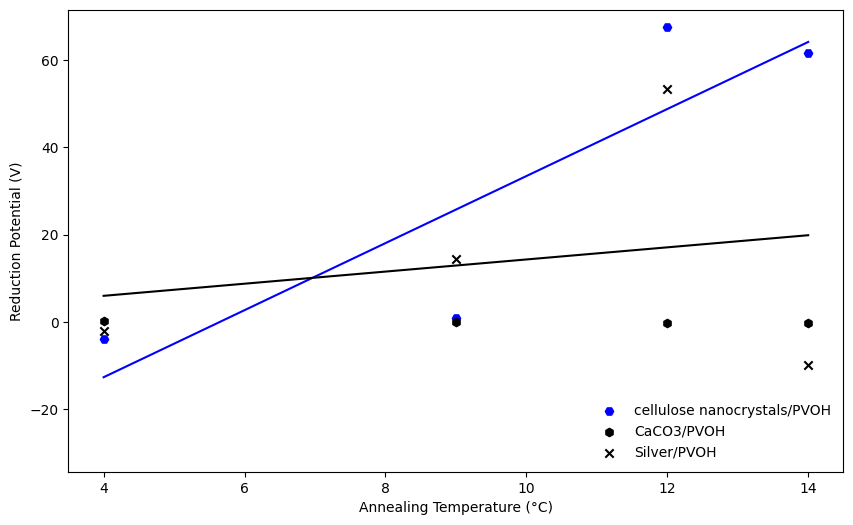 60
40
20
0
−20
4
6
8
10
12
14
Reduction Potential (V)
Annealing Temperature (°C)
cellulose nanocrystals/PVOH
CaCO3/PVOH
Silver/PVOH